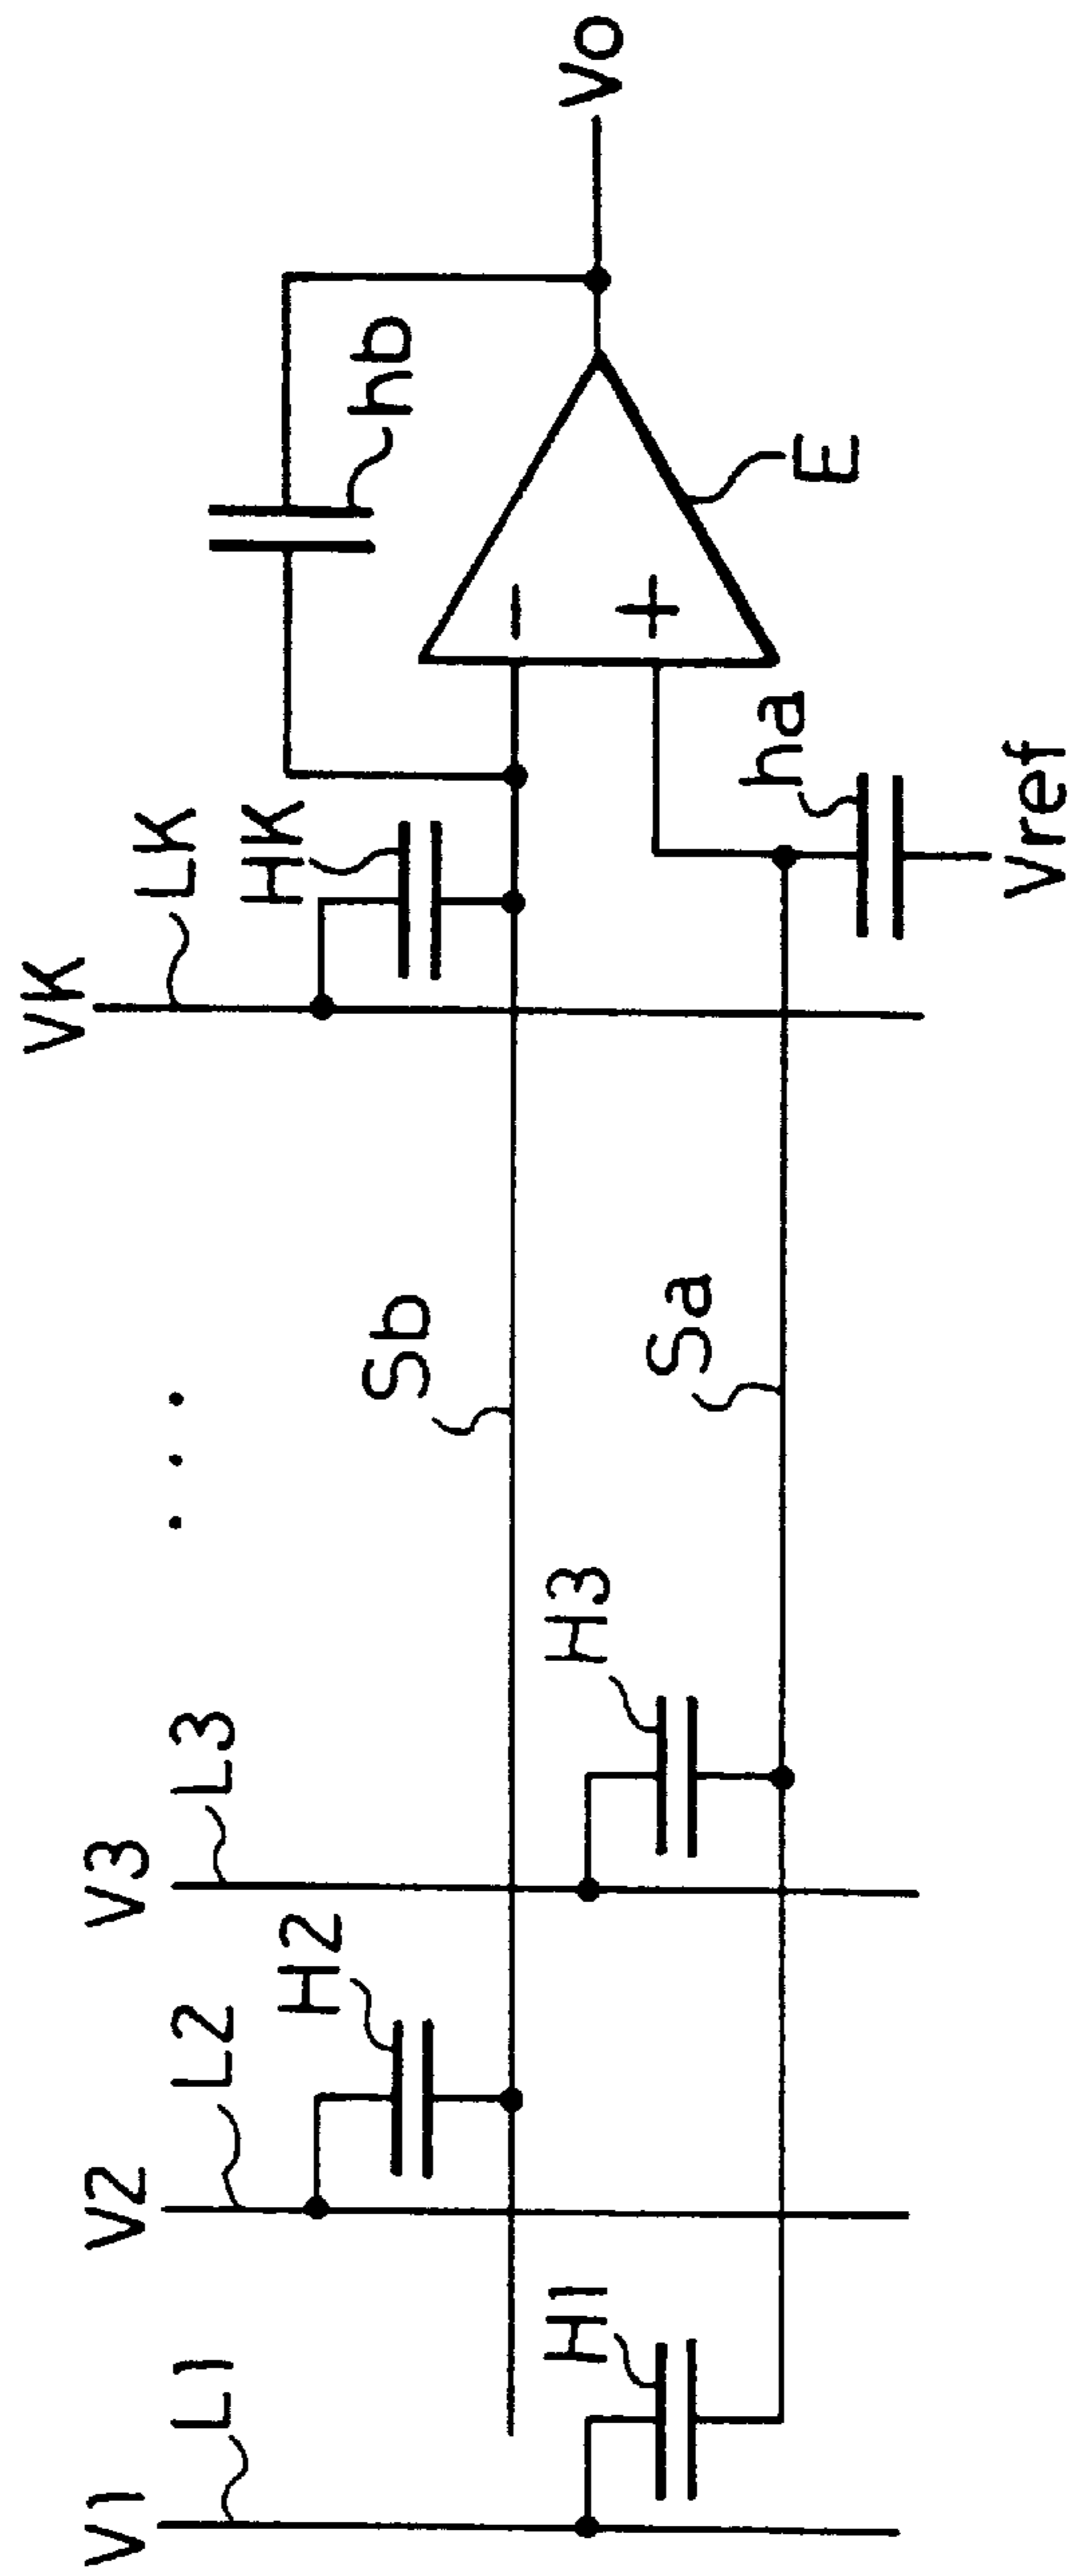 V1
L1
V2
L2
V3
L3
. . .
VK
LK
H2
HK
hb
Sb
H1
H3
Sa
−
+
E
ha
Vref
Vo